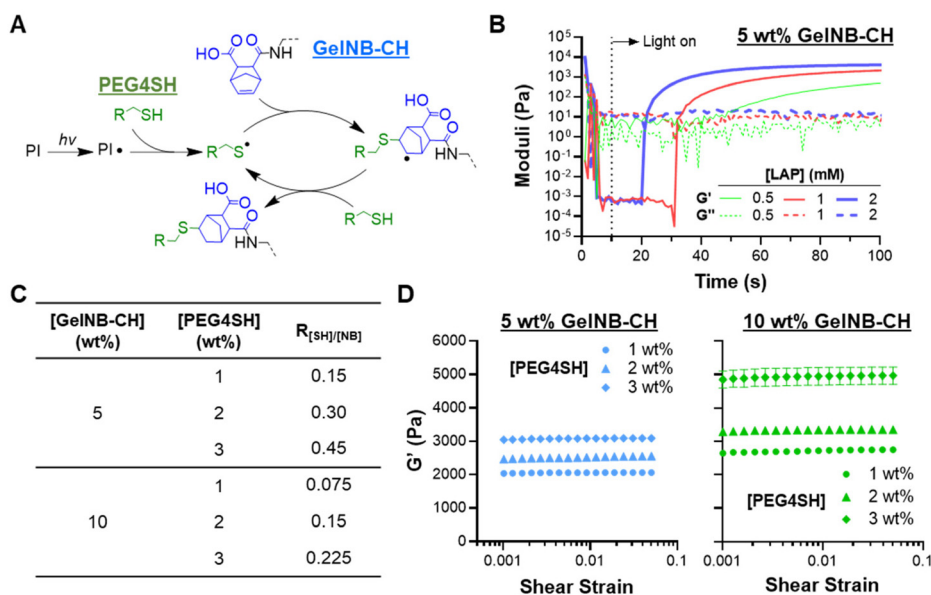 A
PEG4SH
SH
R
PI
hν
PI•
R
S•
HO
O
O
NH
GelNB-CH
HO
O
S
O
R
HN
HO
O
S
O
R
HN
R
SH
B
5 wt% GelNB-CH
Light on
Moduli (Pa)
10⁵
10⁴
10³
10²
10¹
10⁰
10⁻¹
10⁻²
10⁻³
10⁻⁴
10⁻⁵
[LAP] (mM)
G' 0.5 1 2
G'' 0.5 1 2
0 20 40 60 80 100
Time (s)
C
[GelNB-CH] (wt%) [PEG4SH] (wt%) R[SH]/[NB]
1 0.15
5 2 0.30
3 0.45
1 0.075
10 2 0.15
3 0.225
D
5 wt% GelNB-CH
[PEG4SH]
1 wt%
2 wt%
3 wt%
G' (Pa)
6000
5000
4000
3000
2000
1000
0
0.001 0.01 0.1
Shear Strain
10 wt% GelNB-CH
[PEG4SH]
1 wt%
2 wt%
3 wt%
0.001 0.01 0.1
Shear Strain